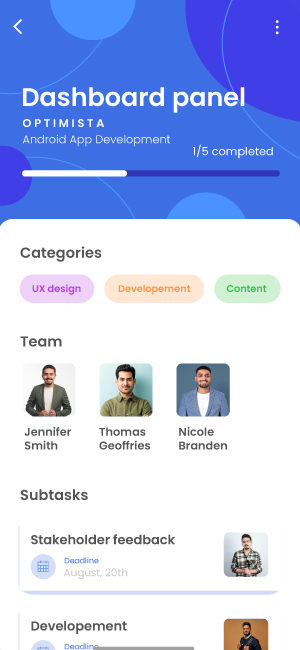 Dashboard panel
OPTIMISTA
Android App Development
1/5 completed
Categories
UX design
Developement
Content
Team
Jennifer
Smith
Thomas
Geoffries
Nicole
Branden
Subtasks
Stakeholder feedback
Deadline
August, 20th
Developement
Deadline